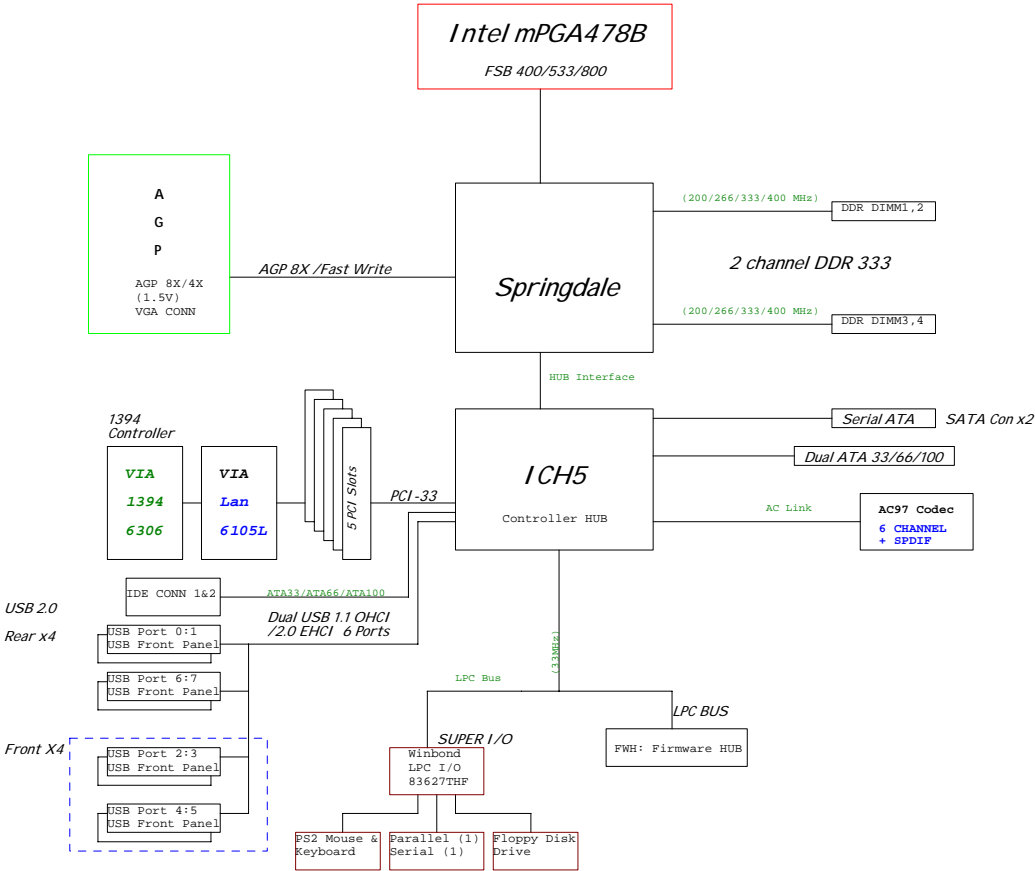 Intel mPGA478B
FSB 400/533/800
A
G
P
AGP 8X/4X
(1.5V)
VGA CONN
AGP 8X /Fast Write
Springdale
(200/266/333/400 MHz)
DDR DIMM1,2
2 channel DDR 333
(200/266/333/400 MHz)
DDR DIMM3,4
HUB Interface
1394
Controller
VIA
1394
6306
VIA
Lan
6105L
5 PCI Slots
PCI-33
ICH5
Controller HUB
Serial ATA
SATA Con x2
Dual ATA 33/66/100
AC Link
AC97 Codec
6 CHANNEL
+ SPDIF
IDE CONN 1&2
ATA33/ATA66/ATA100
USB 2.0
Rear x4
Dual USB 1.1 OHCI
/2.0 EHCI 6 Ports
USB Port 0:1
USB Front Panel
USB Port 6:7
USB Front Panel
Front X4
USB Port 2:3
USB Front Panel
USB Port 4:5
USB Front Panel
(33MHz)
LPC Bus
LPC BUS
FWH: Firmware HUB
SUPER I/O
Winbond
LPC I/O
83627THF
PS2 Mouse &
Keyboard
Parallel (1)
Serial (1)
Floppy Disk
Drive